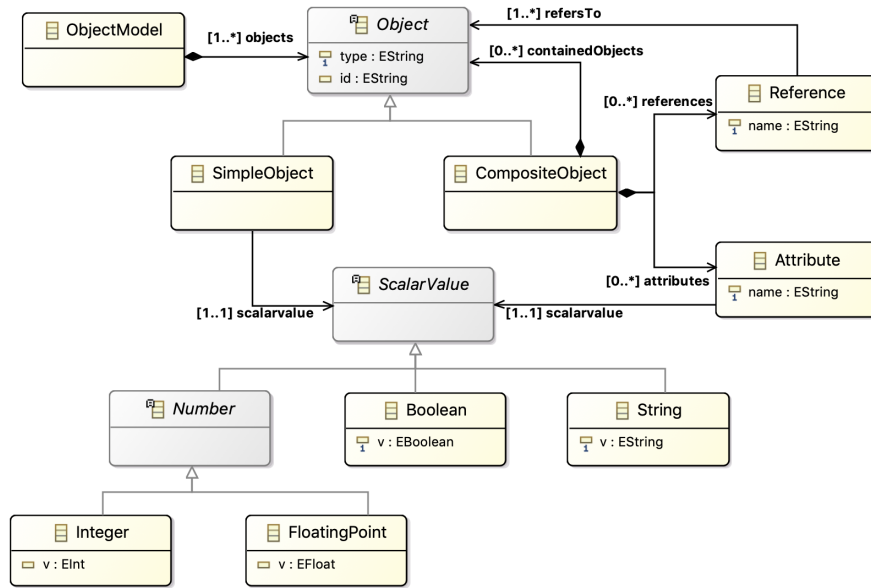 ObjectModel
[1..*] objects
Object
type : EString
id : EString
[1..*] refersTo
[0..*] containedObjects
[0..*] references
Reference
name : EString
SimpleObject
CompositeObject
ScalarValue
[1..1] scalarvalue
[1..1] scalarvalue
[0..*] attributes
Attribute
name : EString
Number
Boolean
v : EBoolean
String
v : EString
Integer
v : EInt
FloatingPoint
v : EFloat